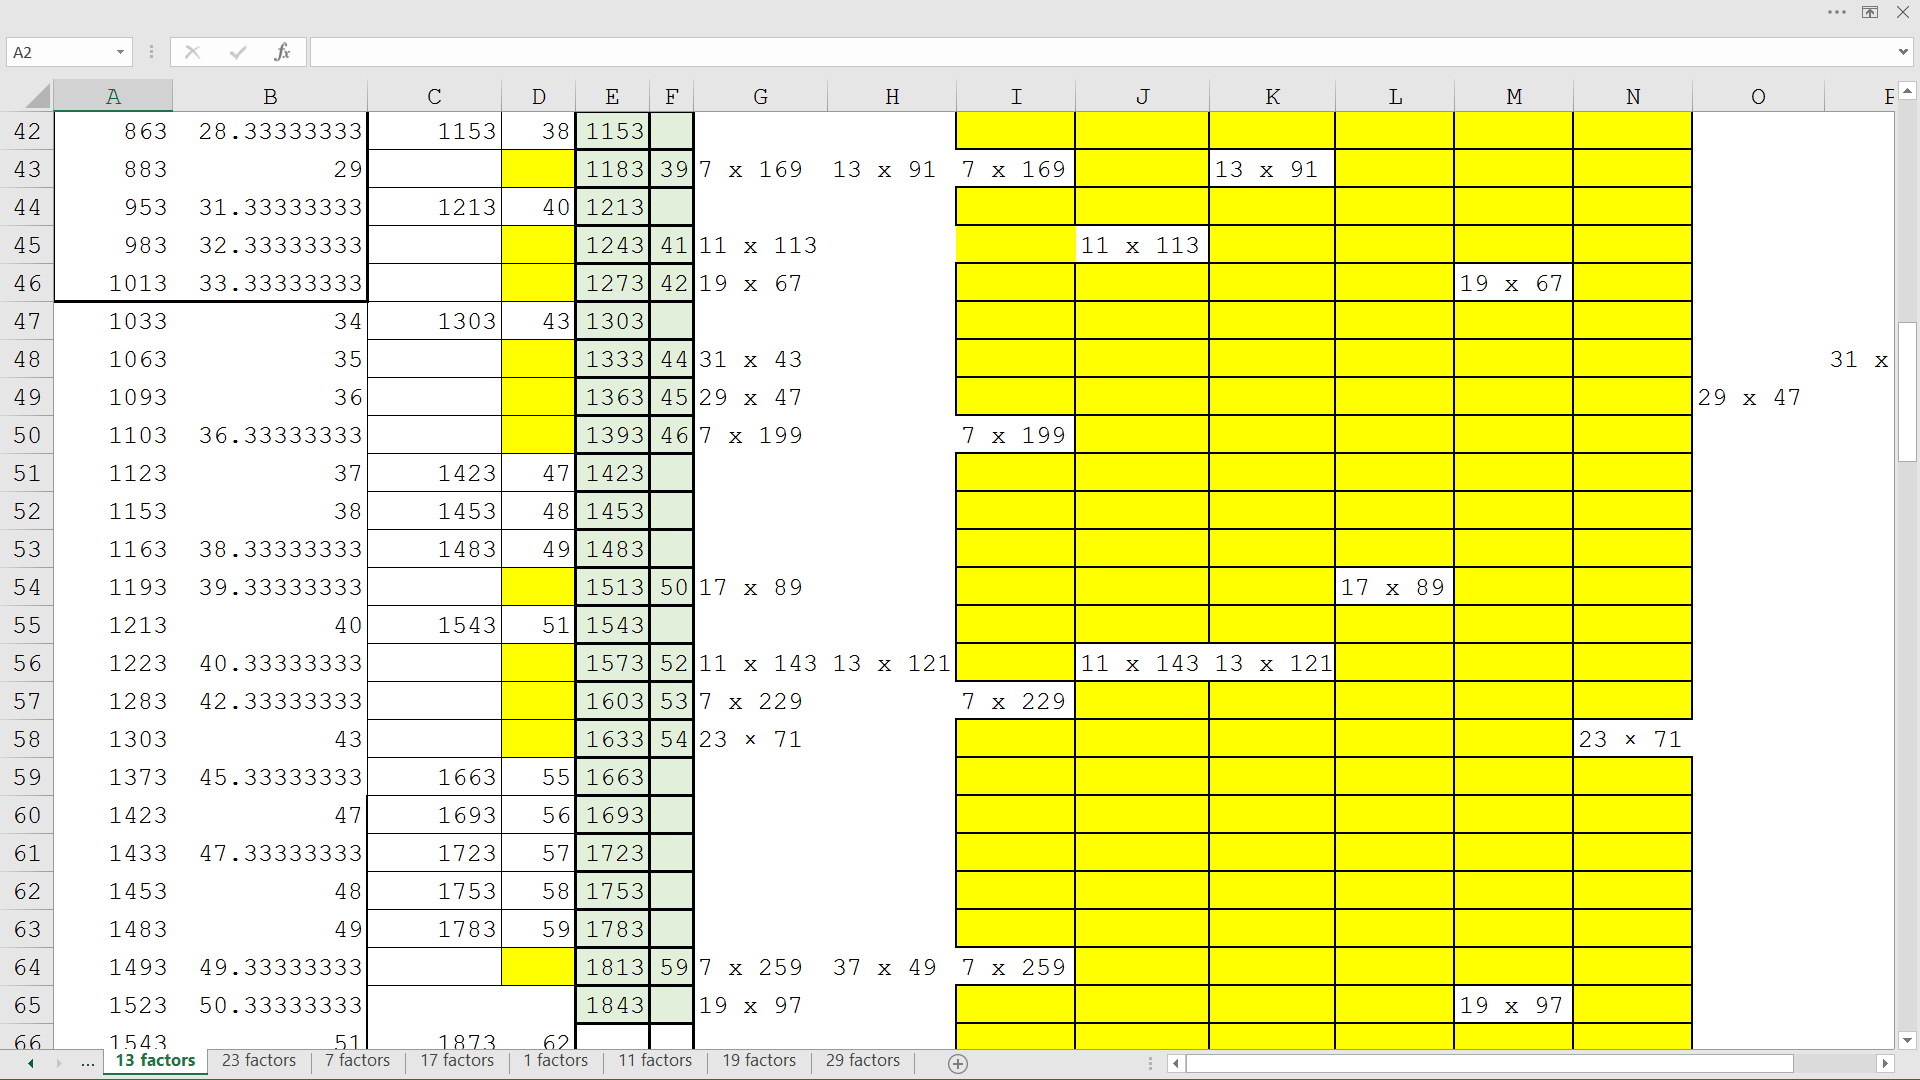 A2 fx
A B C D E F G H I J K L M N O
42 863 28.33333333 1153 38 1153
43 883 29 1183 39 7 x 169 13 x 91 7 x 169 13 x 91
44 953 31.33333333 1213 40 1213
45 983 32.33333333 1243 41 11 x 113 11 x 113
46 1013 33.33333333 1273 42 19 x 67 19 x 67
47 1033 34 1303 43 1303
48 1063 35 1333 44 31 x 43 31 x
49 1093 36 1363 45 29 x 47 29 x 47
50 1103 36.33333333 1393 46 7 x 199 7 x 199
51 1123 37 1423 47 1423
52 1153 38 1453 48 1453
53 1163 38.33333333 1483 49 1483
54 1193 39.33333333 1513 50 17 x 89 17 x 89
55 1213 40 1543 51 1543
56 1223 40.33333333 1573 52 11 x 143 13 x 121 11 x 143 13 x 121
57 1283 42.33333333 1603 53 7 x 229 7 x 229
58 1303 43 1633 54 23 × 71 23 × 71
59 1373 45.33333333 1663 55 1663
60 1423 47 1693 56 1693
61 1433 47.33333333 1723 57 1723
62 1453 48 1753 58 1753
63 1483 49 1783 59 1783
64 1493 49.33333333 1813 59 7 x 259 37 x 49 7 x 259
65 1523 50.33333333 1843 19 x 97 19 x 97
66 1543 51 1873 62
... 13 factors 23 factors 7 factors 17 factors 1 factors 11 factors 19 factors 29 factors